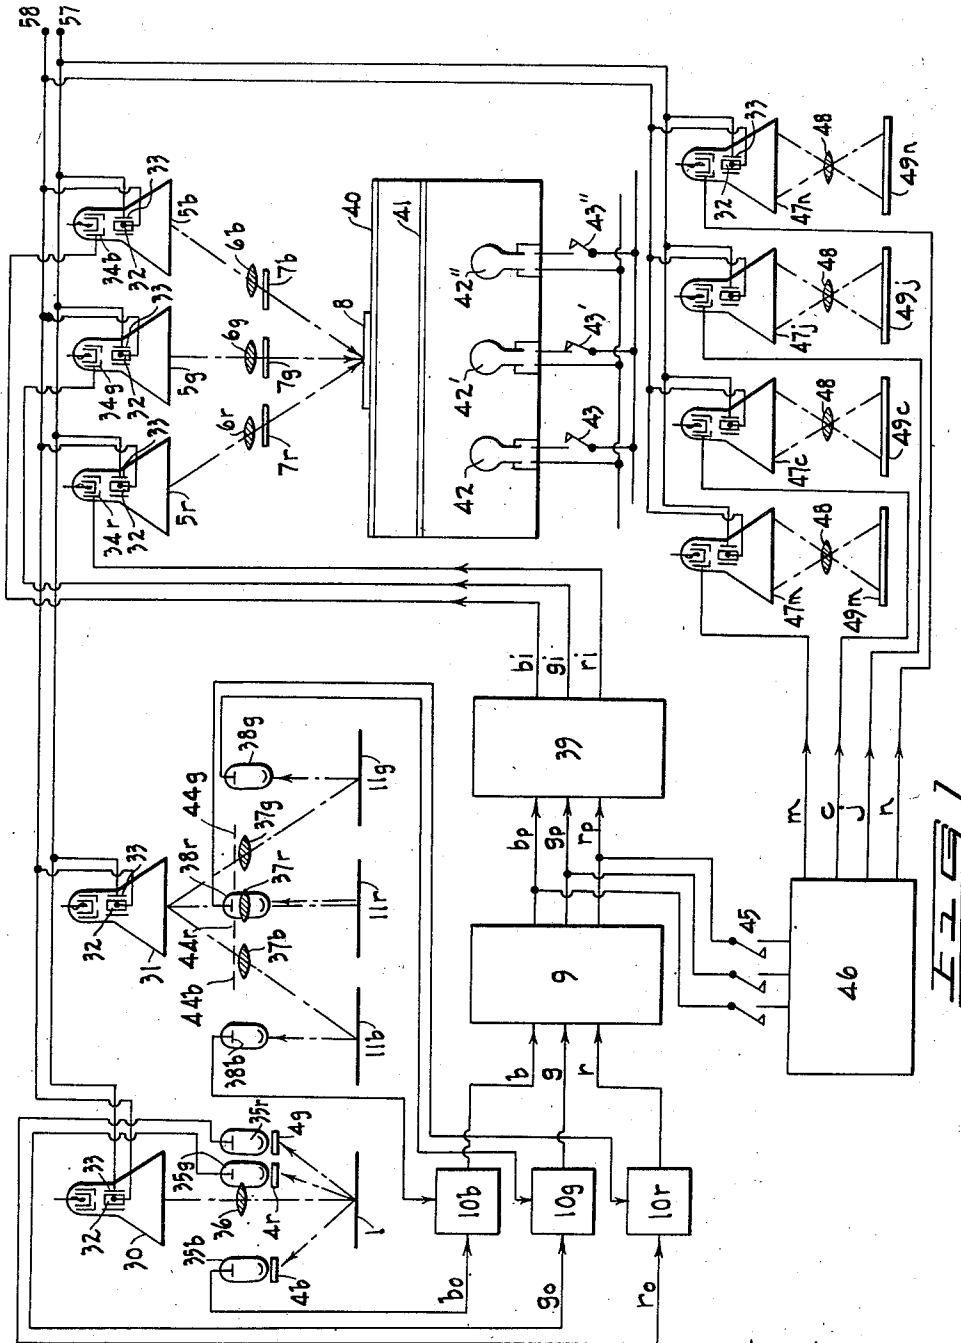 58
57
34b
32
33
5b
34g
32
33
5g
34r
32
33
5r
6b
7b
6g
7g
6r
7r
8
40
41
42
42'
42"
43
43'
43"
32
33
47n
48
49n
47j
48
49j
47c
48
49c
47m
48
49m
32
33
31
44g
38g
37g
38r
37r
44r
44b
37b
38b
11g
11r
11b
32
33
30
35r
4g
35g
36
4r
35b
4b
1
bo
go
ro
10b
10g
10r
b
g
r
9
bp
gp
rp
39
bi
gi
ri
45
46
m
c
j
n
FIG 1